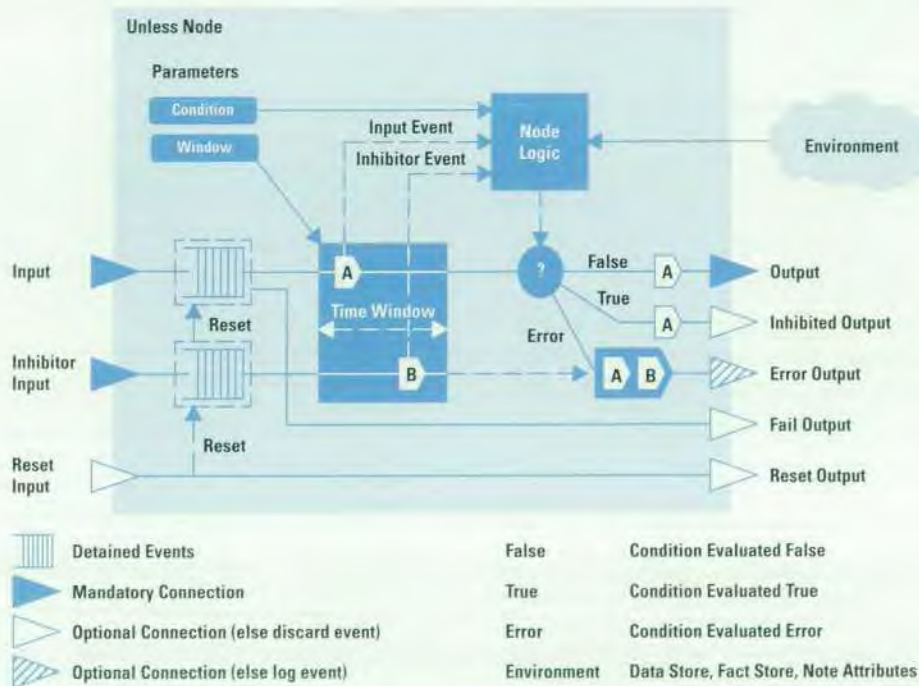 Unless Node
Parameters
Condition
Window
Input Event
Inhibitor Event
Node
Logic
Environment
Input
A
?
False
A
Output
Time Window
True
A
Inhibited Output
Reset
Error
Inhibitor
Input
B
A
B
Error Output
Fail Output
Reset
Reset
Input
Reset Output
Detained Events
False
Condition Evaluated False
Mandatory Connection
True
Condition Evaluated True
Optional Connection (else discard event)
Error
Condition Evaluated Error
Optional Connection (else log event)
Environment
Data Store, Fact Store, Note Attributes